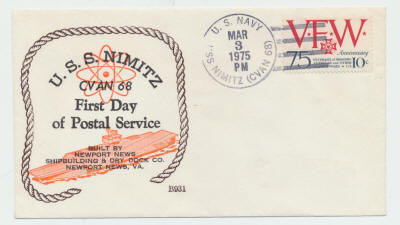 U.S.S. NIMITZ
CVAN 68
First Day
of Postal Service
BUILT BY
NEWPORT NEWS
SHIPBUILDING & DRY DOCK CO.
NEWPORT NEWS, VA.
B931
U. S. NAVY
MAR
3
1975
PM
USS NIMITZ (CVAN 68)
V.F.W.
Anniversary
75
10c